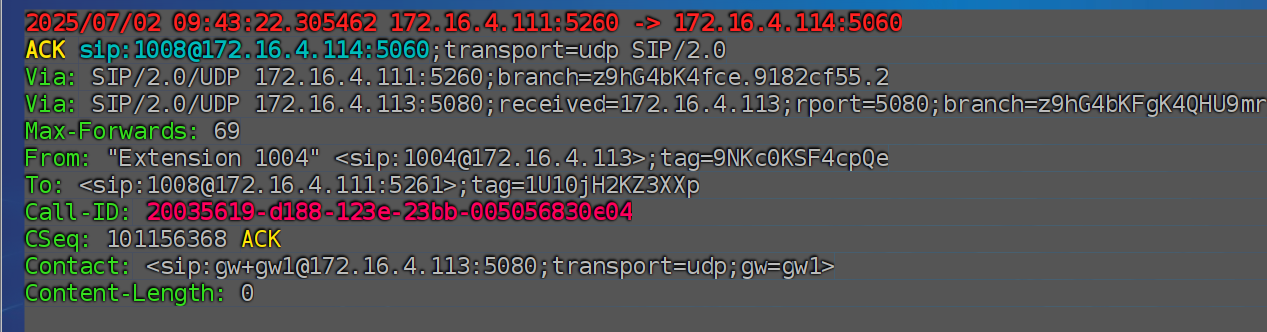 2025/07/02 09:43:22.305462 172.16.4.111:5260 -> 172.16.4.114:5060
ACK sip:1008@172.16.4.114:5060;transport=udp SIP/2.0
Via: SIP/2.0/UDP 172.16.4.111:5260;branch=z9hG4bK4fce.9182cf55.2
Via: SIP/2.0/UDP 172.16.4.113:5080;received=172.16.4.113;rport=5080;branch=z9hG4bKFgK4QHU9mr
Max-Forwards: 69
From: "Extension 1004" <sip:1004@172.16.4.113>;tag=9NKc0KSF4cpQe
To: <sip:1008@172.16.4.111:5261>;tag=1U10jH2KZ3XXp
Call-ID: 20035619-d188-123e-23bb-005056830e04
CSeq: 101156368 ACK
Contact: <sip:gw+gw1@172.16.4.113:5080;transport=udp;gw=gw1>
Content-Length: 0